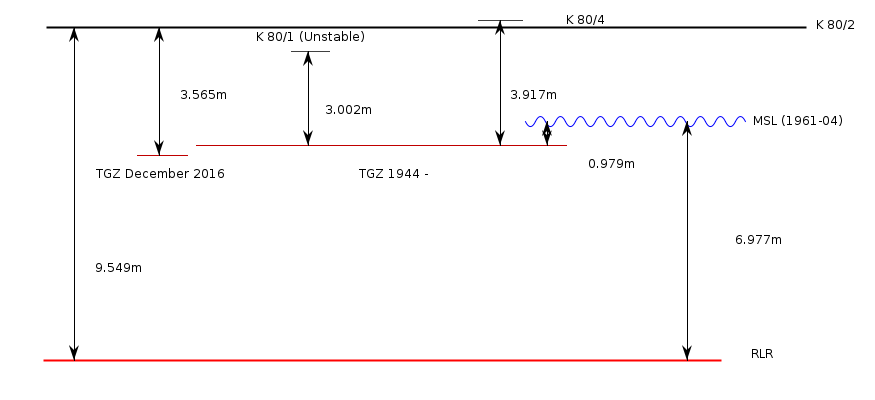 K 80/4
K 80/2
K 80/1 (Unstable)
3.565m
3.917m
3.002m
MSL (1961-04)
0.979m
TGZ December 2016
TGZ 1944 -
6.977m
9.549m
RLR